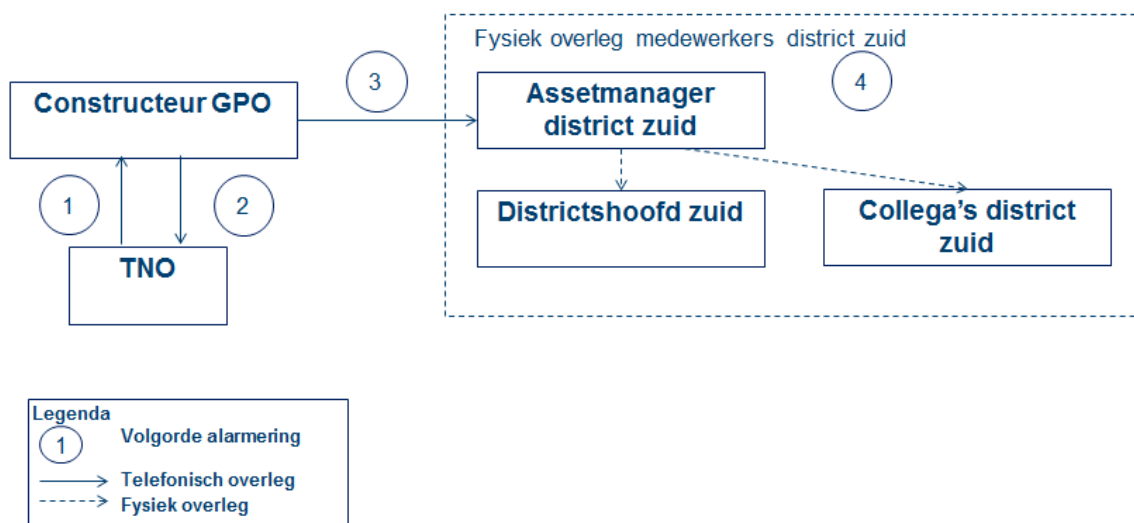 Fysiek overleg medewerkers district zuid
3
4
Constructeur GPO
Assetmanager
district zuid
1
2
Districtshoofd zuid
Collega's district
zuid
TNO
Legenda
1
Volgorde alarmering
Telefonisch overleg
Fysiek overleg